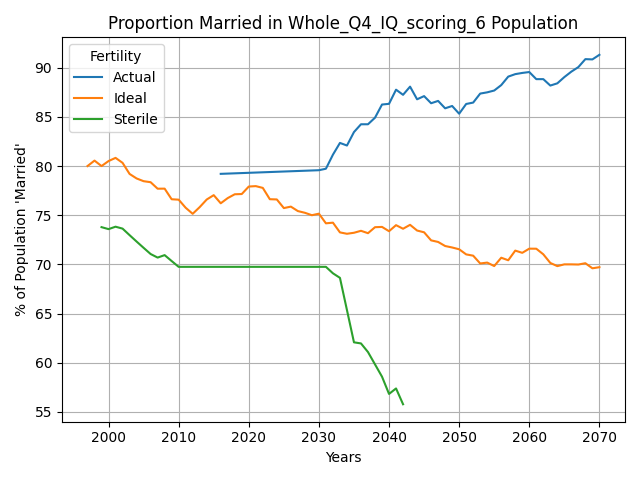 Proportion Married in Whole_Q4_IQ_scoring_6 Population
Fertility
Actual
Ideal
Sterile
% of Population 'Married'
90
85
80
75
70
65
60
55
2000 2010 2020 2030 2040 2050 2060 2070
Years